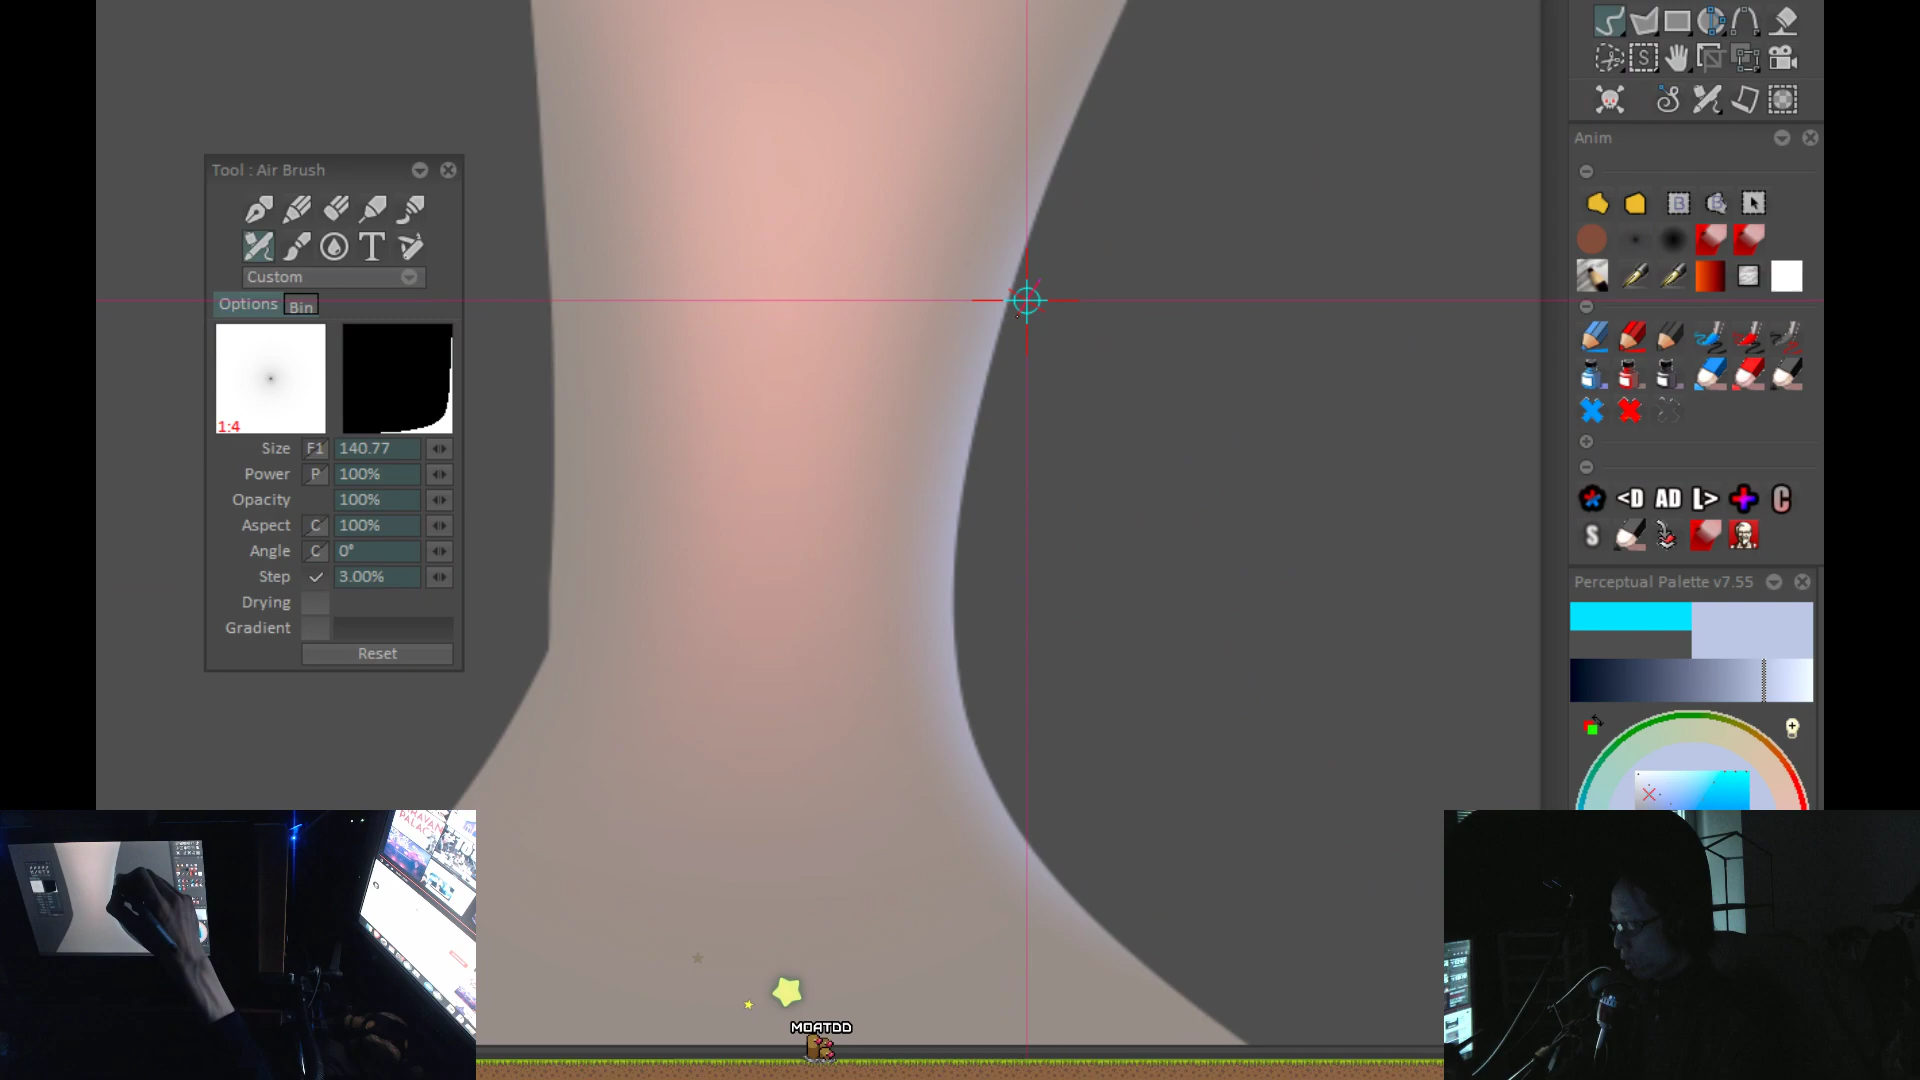 Tool : Air Brush
T
Custom
Options
Bin
1:4
Size F1 140.77
Power P 100%
Opacity 100%
Aspect C 100%
Angle C 0°
Step 3.00%
Drying
Gradient
Reset
S
Anim
B
B
<D AD L> C
S
Perceptual Palette v7.55
PALACE
MOATDD